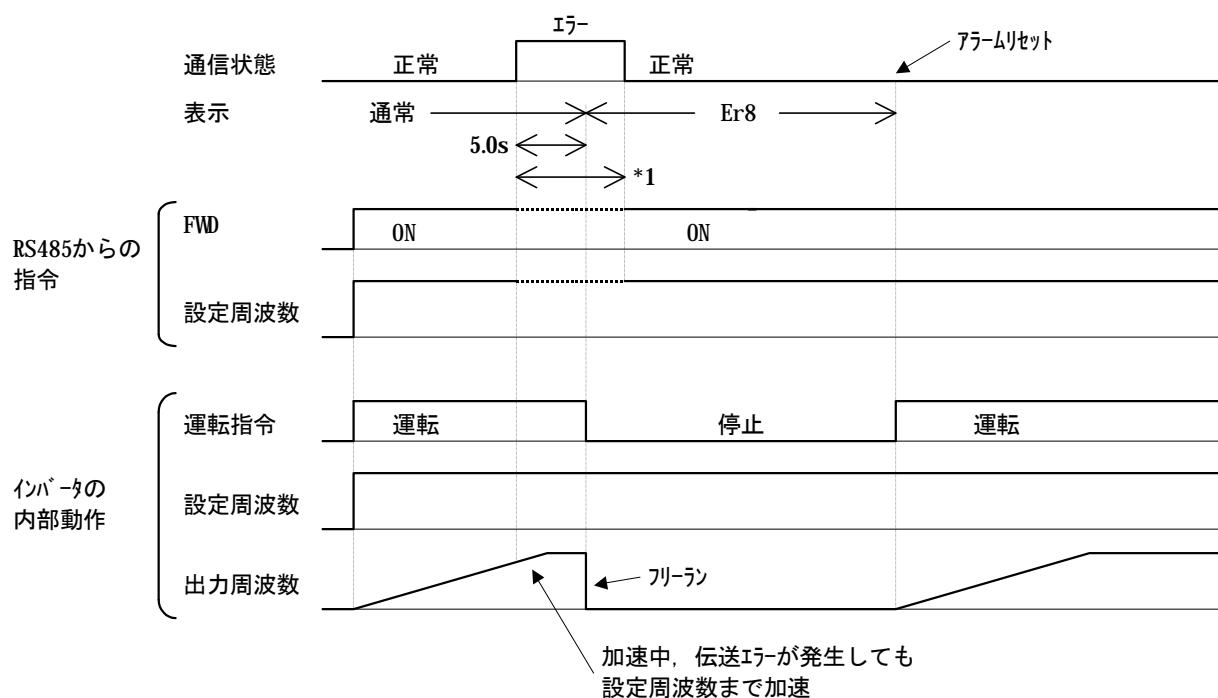 ｴﾗｰ
通信状態 正常 正常 ｱﾗｰﾑﾘｾｯﾄ
表示 通常 Er8
5.0s
*1
RS485からの
指令
FWD ON ON
設定周波数
ｲﾝﾊﾞｰﾀの
内部動作
運転指令 運転 停止 運転
設定周波数
出力周波数 ﾌﾘｰﾗﾝ
加速中，伝送ｴﾗｰが発生しても
設定周波数まで加速